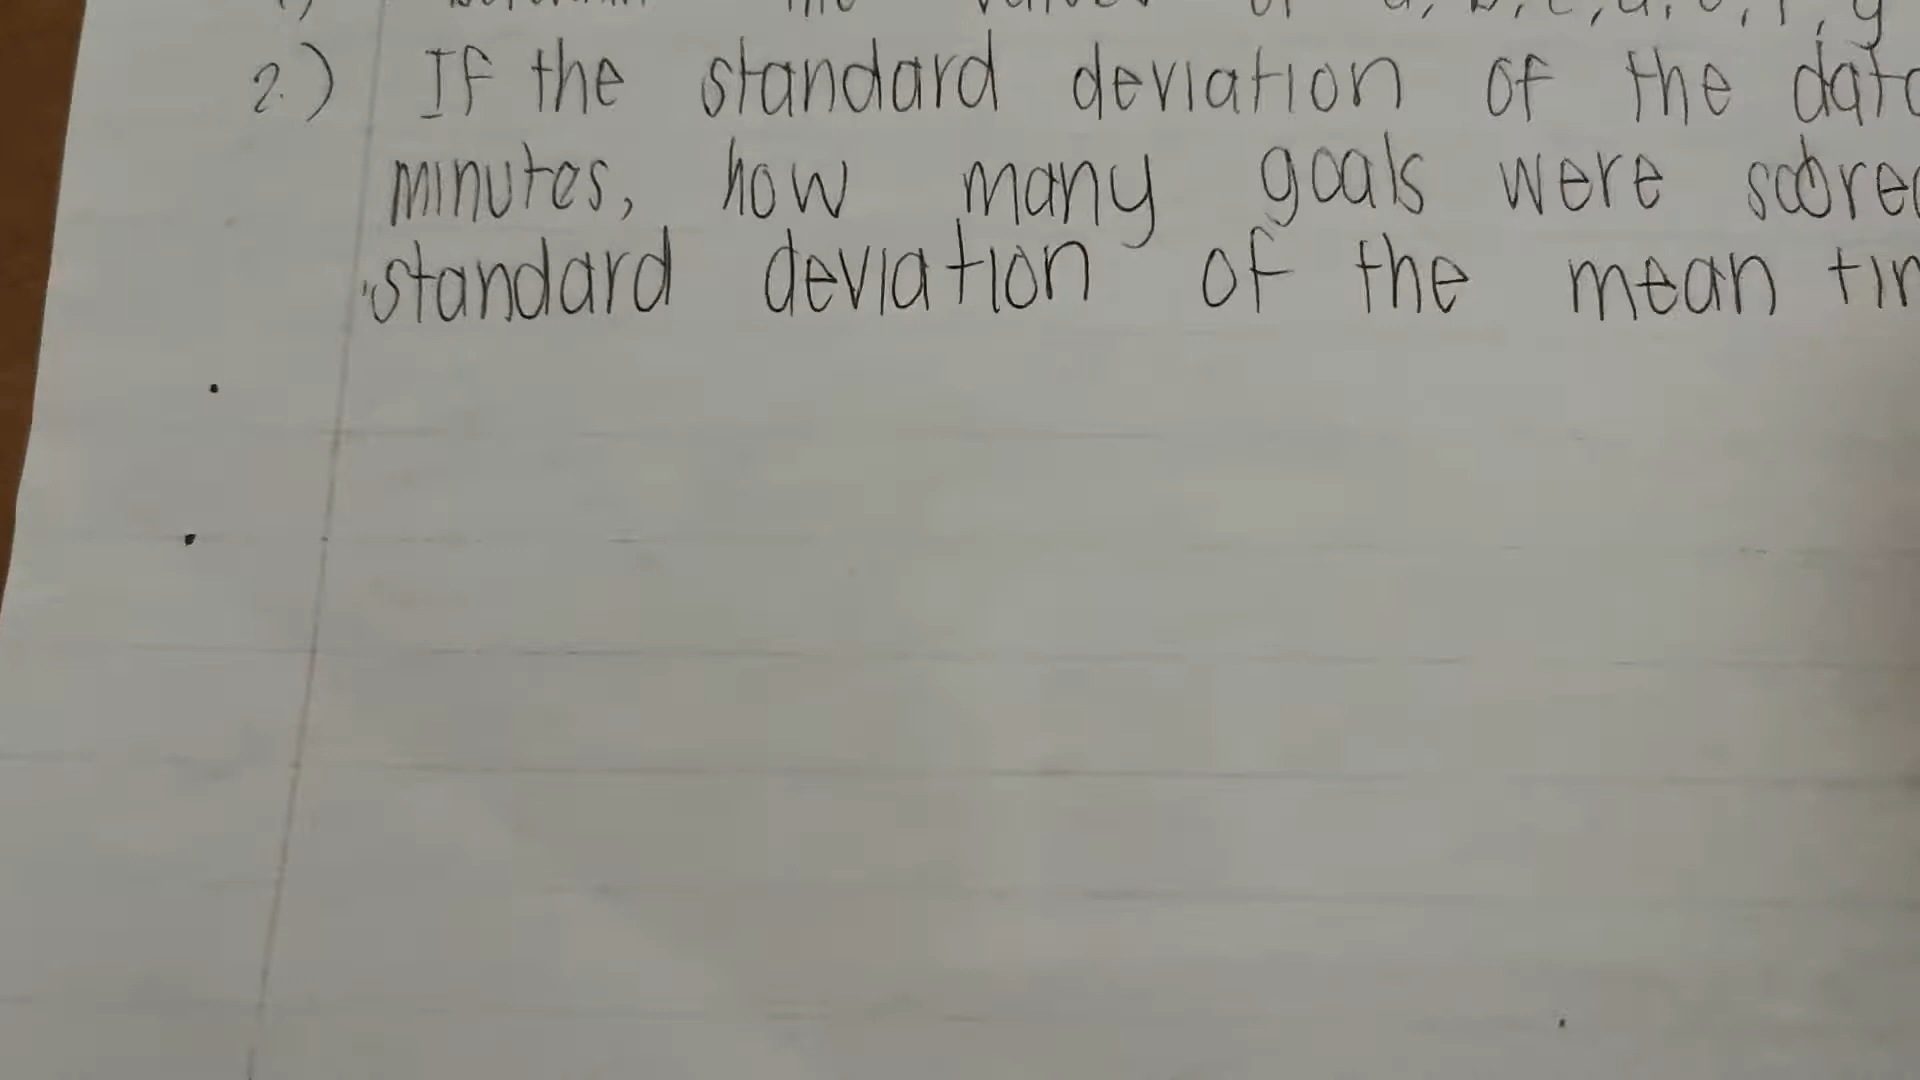 2.) If the standard deviation of the
minutes, how many goals were
standard deviation of the mean